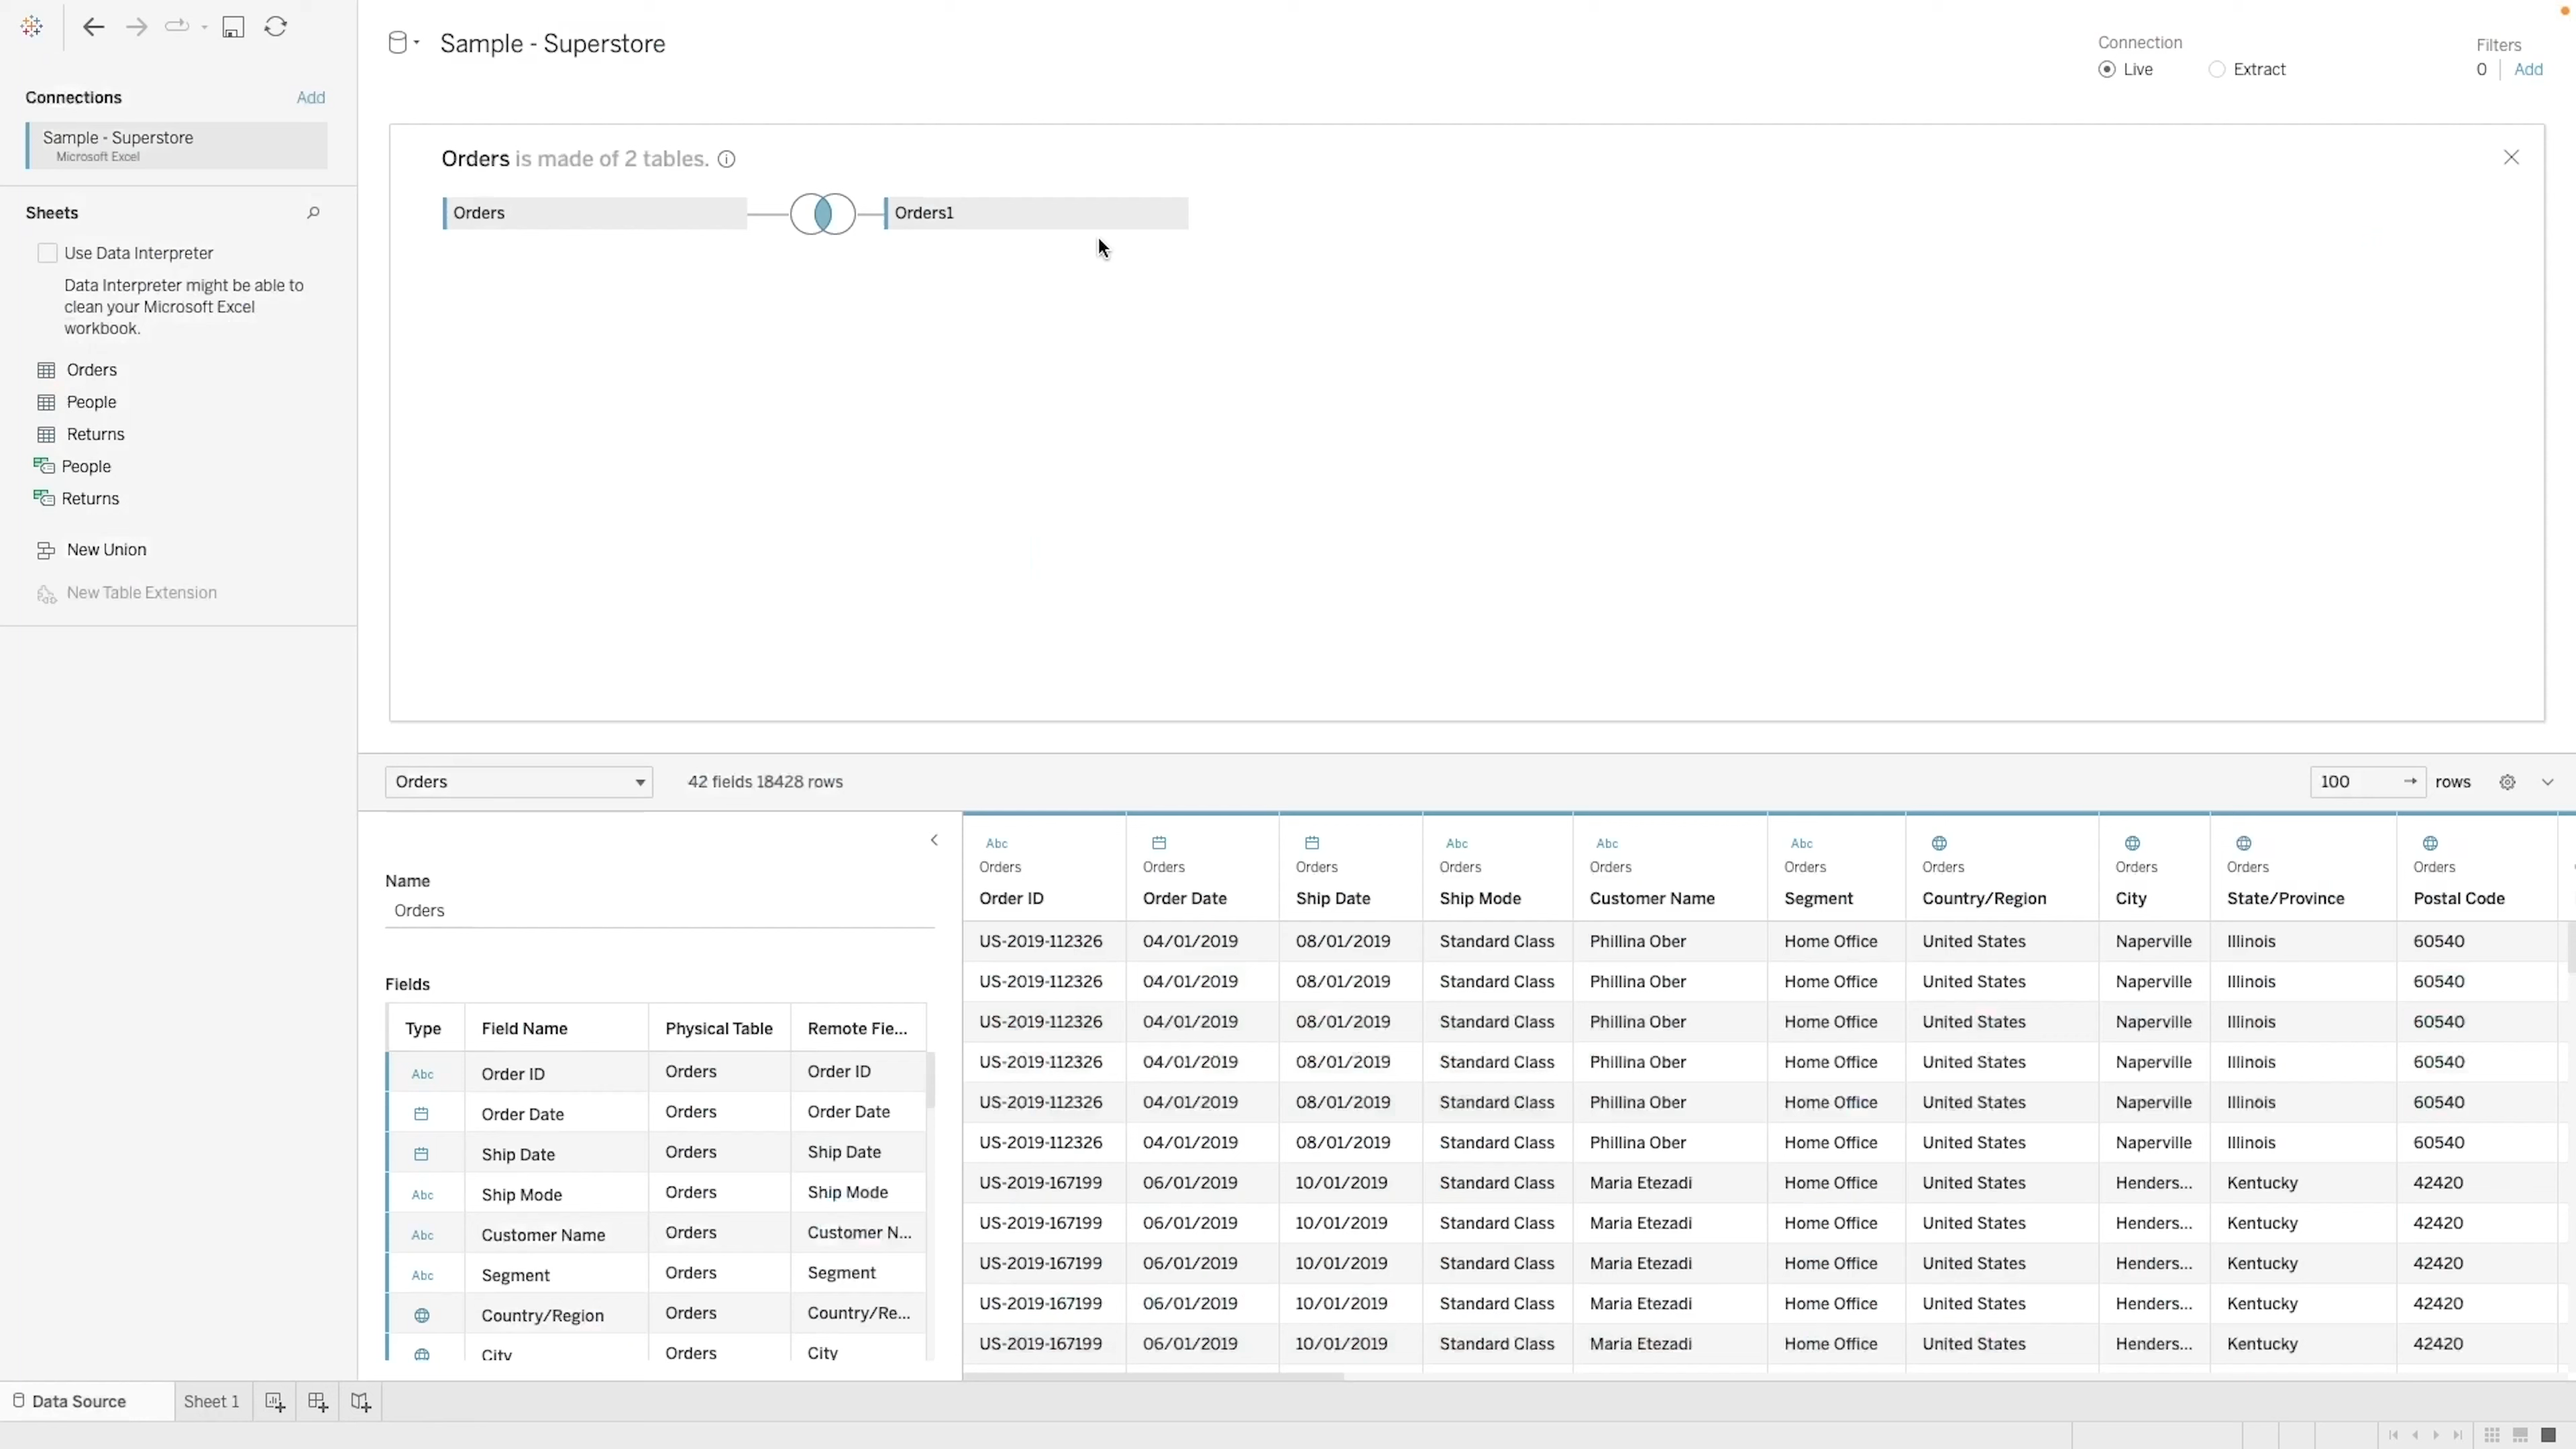 Sample - Superstore
Connection
Live
Extract
Filters
0 | Add
Connections
Add
Sample - Superstore
Microsoft Excel
Sheets
Use Data Interpreter
Data Interpreter might be able to
clean your Microsoft Excel
workbook.
Orders
People
Returns
People
Returns
New Union
New Table Extension
Orders is made of 2 tables.
Orders
Orders1
Orders
42 fields 18428 rows
100 → rows
Name
Orders
Fields
Type Field Name Physical Table Remote Fie...
Abc Order ID Orders Order ID
Order Date Orders Order Date
Ship Date Orders Ship Date
Abc Ship Mode Orders Ship Mode
Abc Customer Name Orders Customer N...
Abc Segment Orders Segment
Country/Region Orders Country/Re...
City Orders City
Abc Abc Abc Abc
Orders Orders Orders Orders Orders Orders Orders Orders Orders Orders
Order ID Order Date Ship Date Ship Mode Customer Name Segment Country/Region City State/Province Postal Code
US-2019-112326 04/01/2019 08/01/2019 Standard Class Phillina Ober Home Office United States Naperville Illinois 60540
US-2019-112326 04/01/2019 08/01/2019 Standard Class Phillina Ober Home Office United States Naperville Illinois 60540
US-2019-112326 04/01/2019 08/01/2019 Standard Class Phillina Ober Home Office United States Naperville Illinois 60540
US-2019-112326 04/01/2019 08/01/2019 Standard Class Phillina Ober Home Office United States Naperville Illinois 60540
US-2019-112326 04/01/2019 08/01/2019 Standard Class Phillina Ober Home Office United States Naperville Illinois 60540
US-2019-112326 04/01/2019 08/01/2019 Standard Class Phillina Ober Home Office United States Naperville Illinois 60540
US-2019-167199 06/01/2019 10/01/2019 Standard Class Maria Etezadi Home Office United States Henders... Kentucky 42420
US-2019-167199 06/01/2019 10/01/2019 Standard Class Maria Etezadi Home Office United States Henders... Kentucky 42420
US-2019-167199 06/01/2019 10/01/2019 Standard Class Maria Etezadi Home Office United States Henders... Kentucky 42420
US-2019-167199 06/01/2019 10/01/2019 Standard Class Maria Etezadi Home Office United States Henders... Kentucky 42420
US-2019-167199 06/01/2019 10/01/2019 Standard Class Maria Etezadi Home Office United States Henders... Kentucky 42420
Data Source
Sheet 1